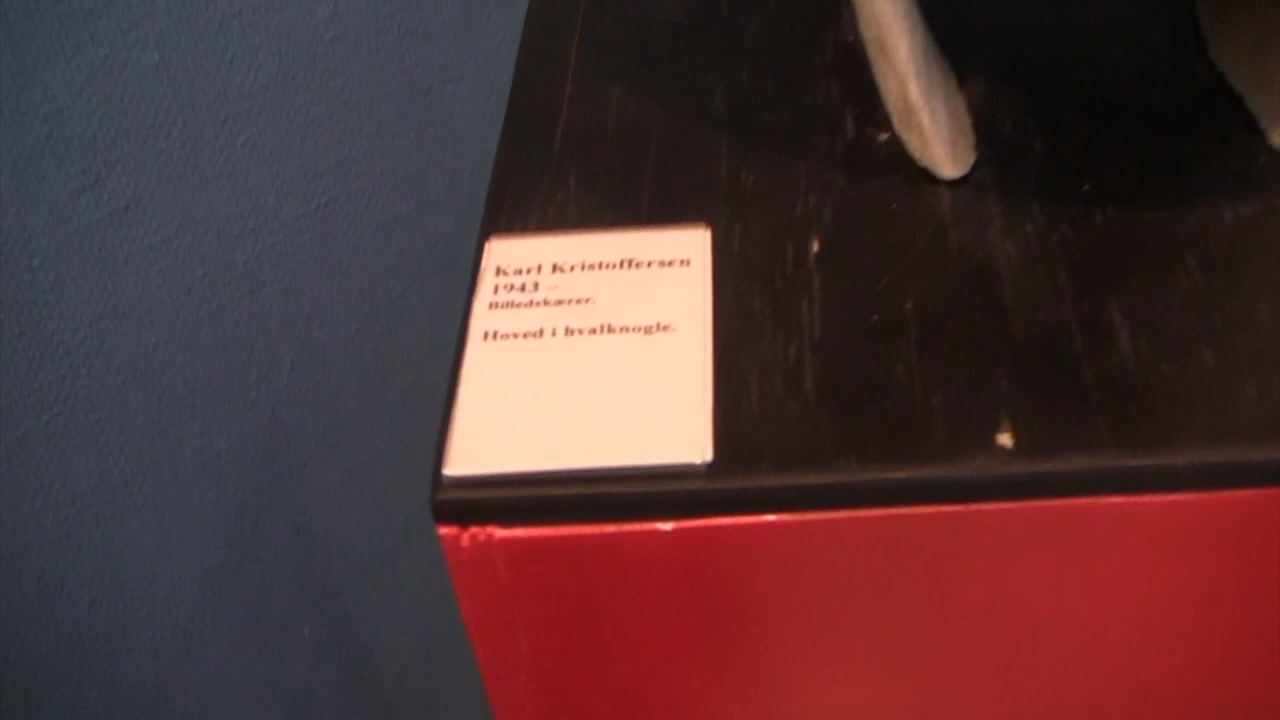 Karl Kristoffersen
1943 –
Billedskærer.
Hoved i hvalknogle.